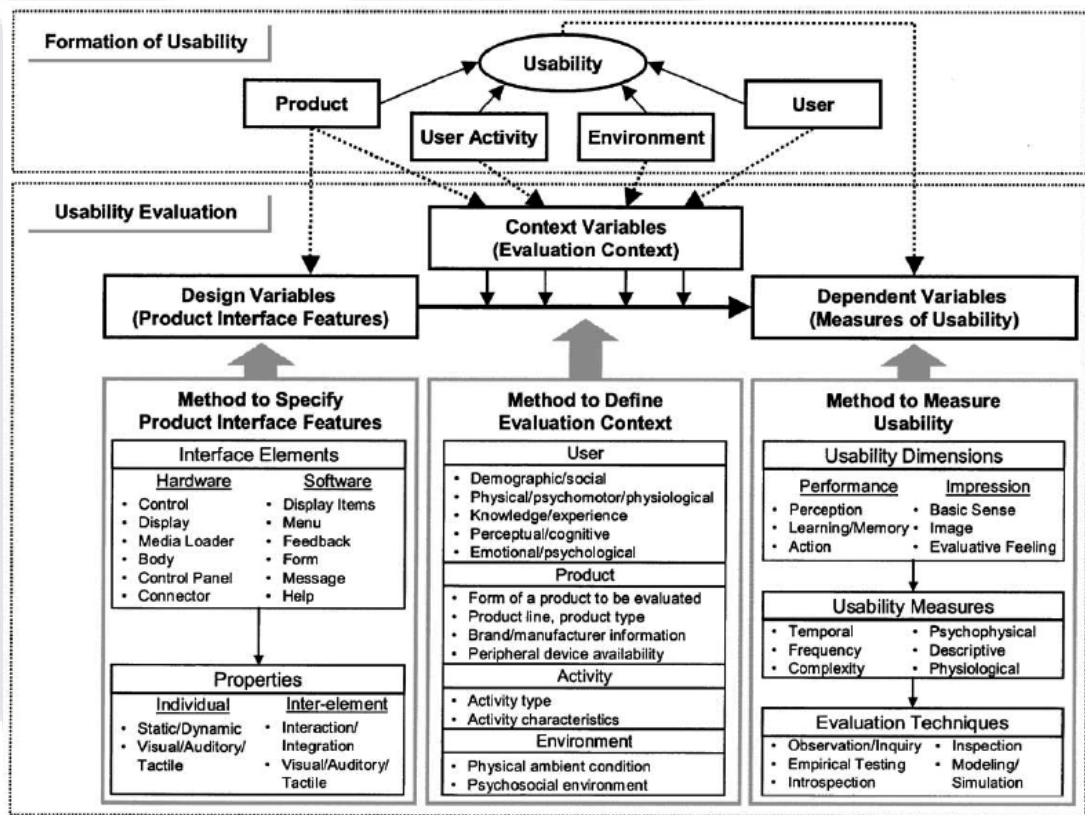 Formation of Usability
Usability
Product
User Activity
Environment
User
Usability Evaluation
Context Variables
(Evaluation Context)
Design Variables
(Product Interface Features)
Dependent Variables
(Measures of Usability)
Method to Specify
Product Interface Features
Interface Elements
Hardware
• Control
• Display
• Media Loader
• Body
• Control Panel
• Connector
Software
• Display Items
• Menu
• Feedback
• Form
• Message
• Help
Properties
Individual
• Static/Dynamic
• Visual/Auditory/
Tactile
Inter-element
• Interaction/
Integration
• Visual/Auditory/
Tactile
Method to Define
Evaluation Context
User
• Demographic/social
• Physical/psychomotor/physiological
• Knowledge/experience
• Perceptual/cognitive
• Emotional/psychological
Product
• Form of a product to be evaluated
• Product line, product type
• Brand/manufacturer information
• Peripheral device availability
Activity
• Activity type
• Activity characteristics
Environment
• Physical ambient condition
• Psychosocial environment
Method to Measure
Usability
Usability Dimensions
Performance
• Perception
• Learning/Memory
• Action
Impression
• Basic Sense
• Image
• Evaluative Feeling
Usability Measures
• Temporal
• Frequency
• Complexity
• Psychophysical
• Descriptive
• Physiological
Evaluation Techniques
• Observation/Inquiry
• Empirical Testing
• Introspection
• Inspection
• Modeling/
Simulation